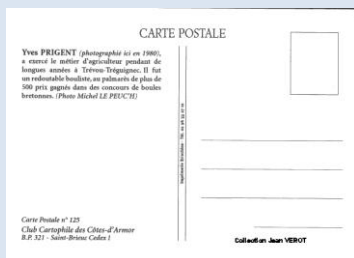 CARTE POSTALE
Yves PRIGENT (photographié ici en 1980),
a exercé le métier d'agriculteur pendant de
longues années à Trévou-Tréguignec. Il fut
un redoutable bouliste, au palmarès de plus de
500 prix gagnés dans des concours de boules
bretonnes. (Photo Michel LE PEUC'H)
Carte Postale n° 125
Club Cartophile des Côtes-d'Armor
B.P. 321 - Saint-Brieuc Cedex 1
Collection Jean VEROT